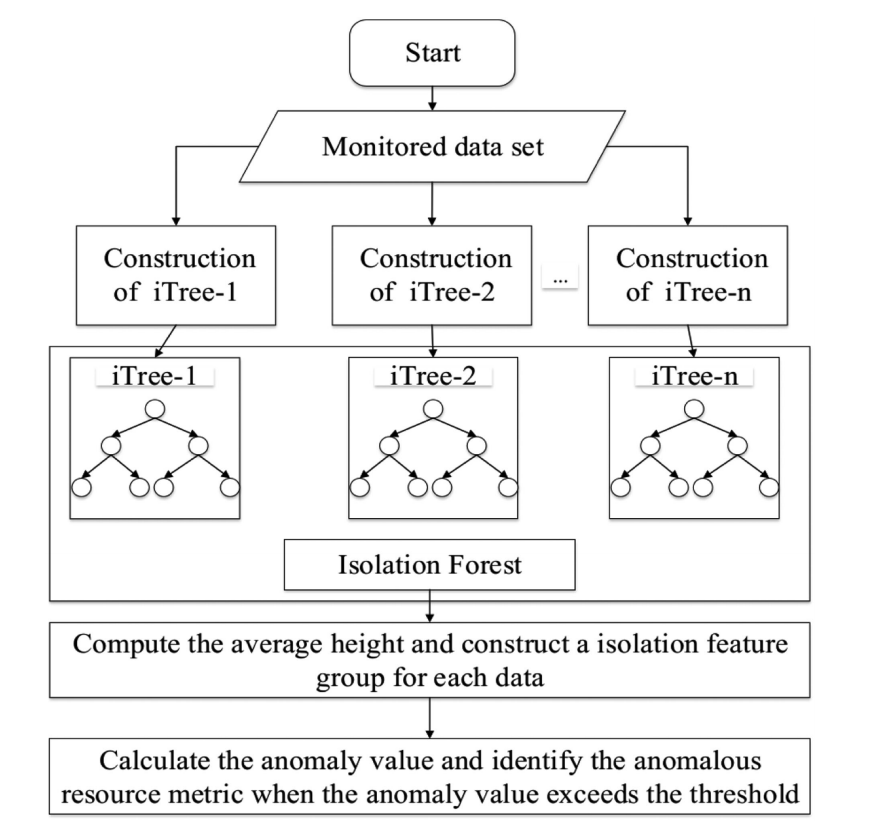 Start
Monitored data set
Construction
of iTree-1
Construction
of iTree-2
...
Construction
of iTree-n
iTree-1
iTree-2
iTree-n
Isolation Forest
Compute the average height and construct a isolation feature
group for each data
Calculate the anomaly value and identify the anomalous
resource metric when the anomaly value exceeds the threshold